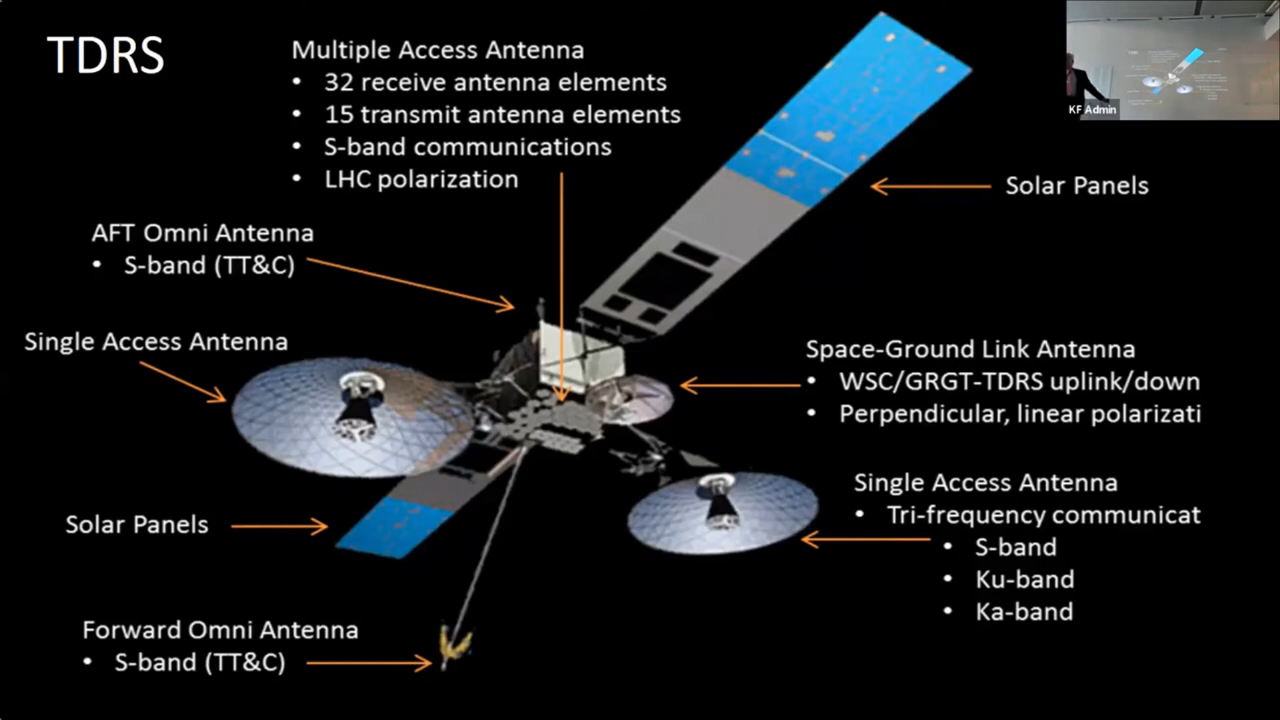 TDRS
Multiple Access Antenna
• 32 receive antenna elements
• 15 transmit antenna elements
• S-band communications
• LHC polarization
KF Admin
Solar Panels
AFT Omni Antenna
• S-band (TT&C)
Single Access Antenna
Space-Ground Link Antenna
• WSC/GRGT-TDRS uplink/down
• Perpendicular, linear polarizati
Single Access Antenna
• Tri-frequency communicat
• S-band
• Ku-band
• Ka-band
Solar Panels
Forward Omni Antenna
• S-band (TT&C)